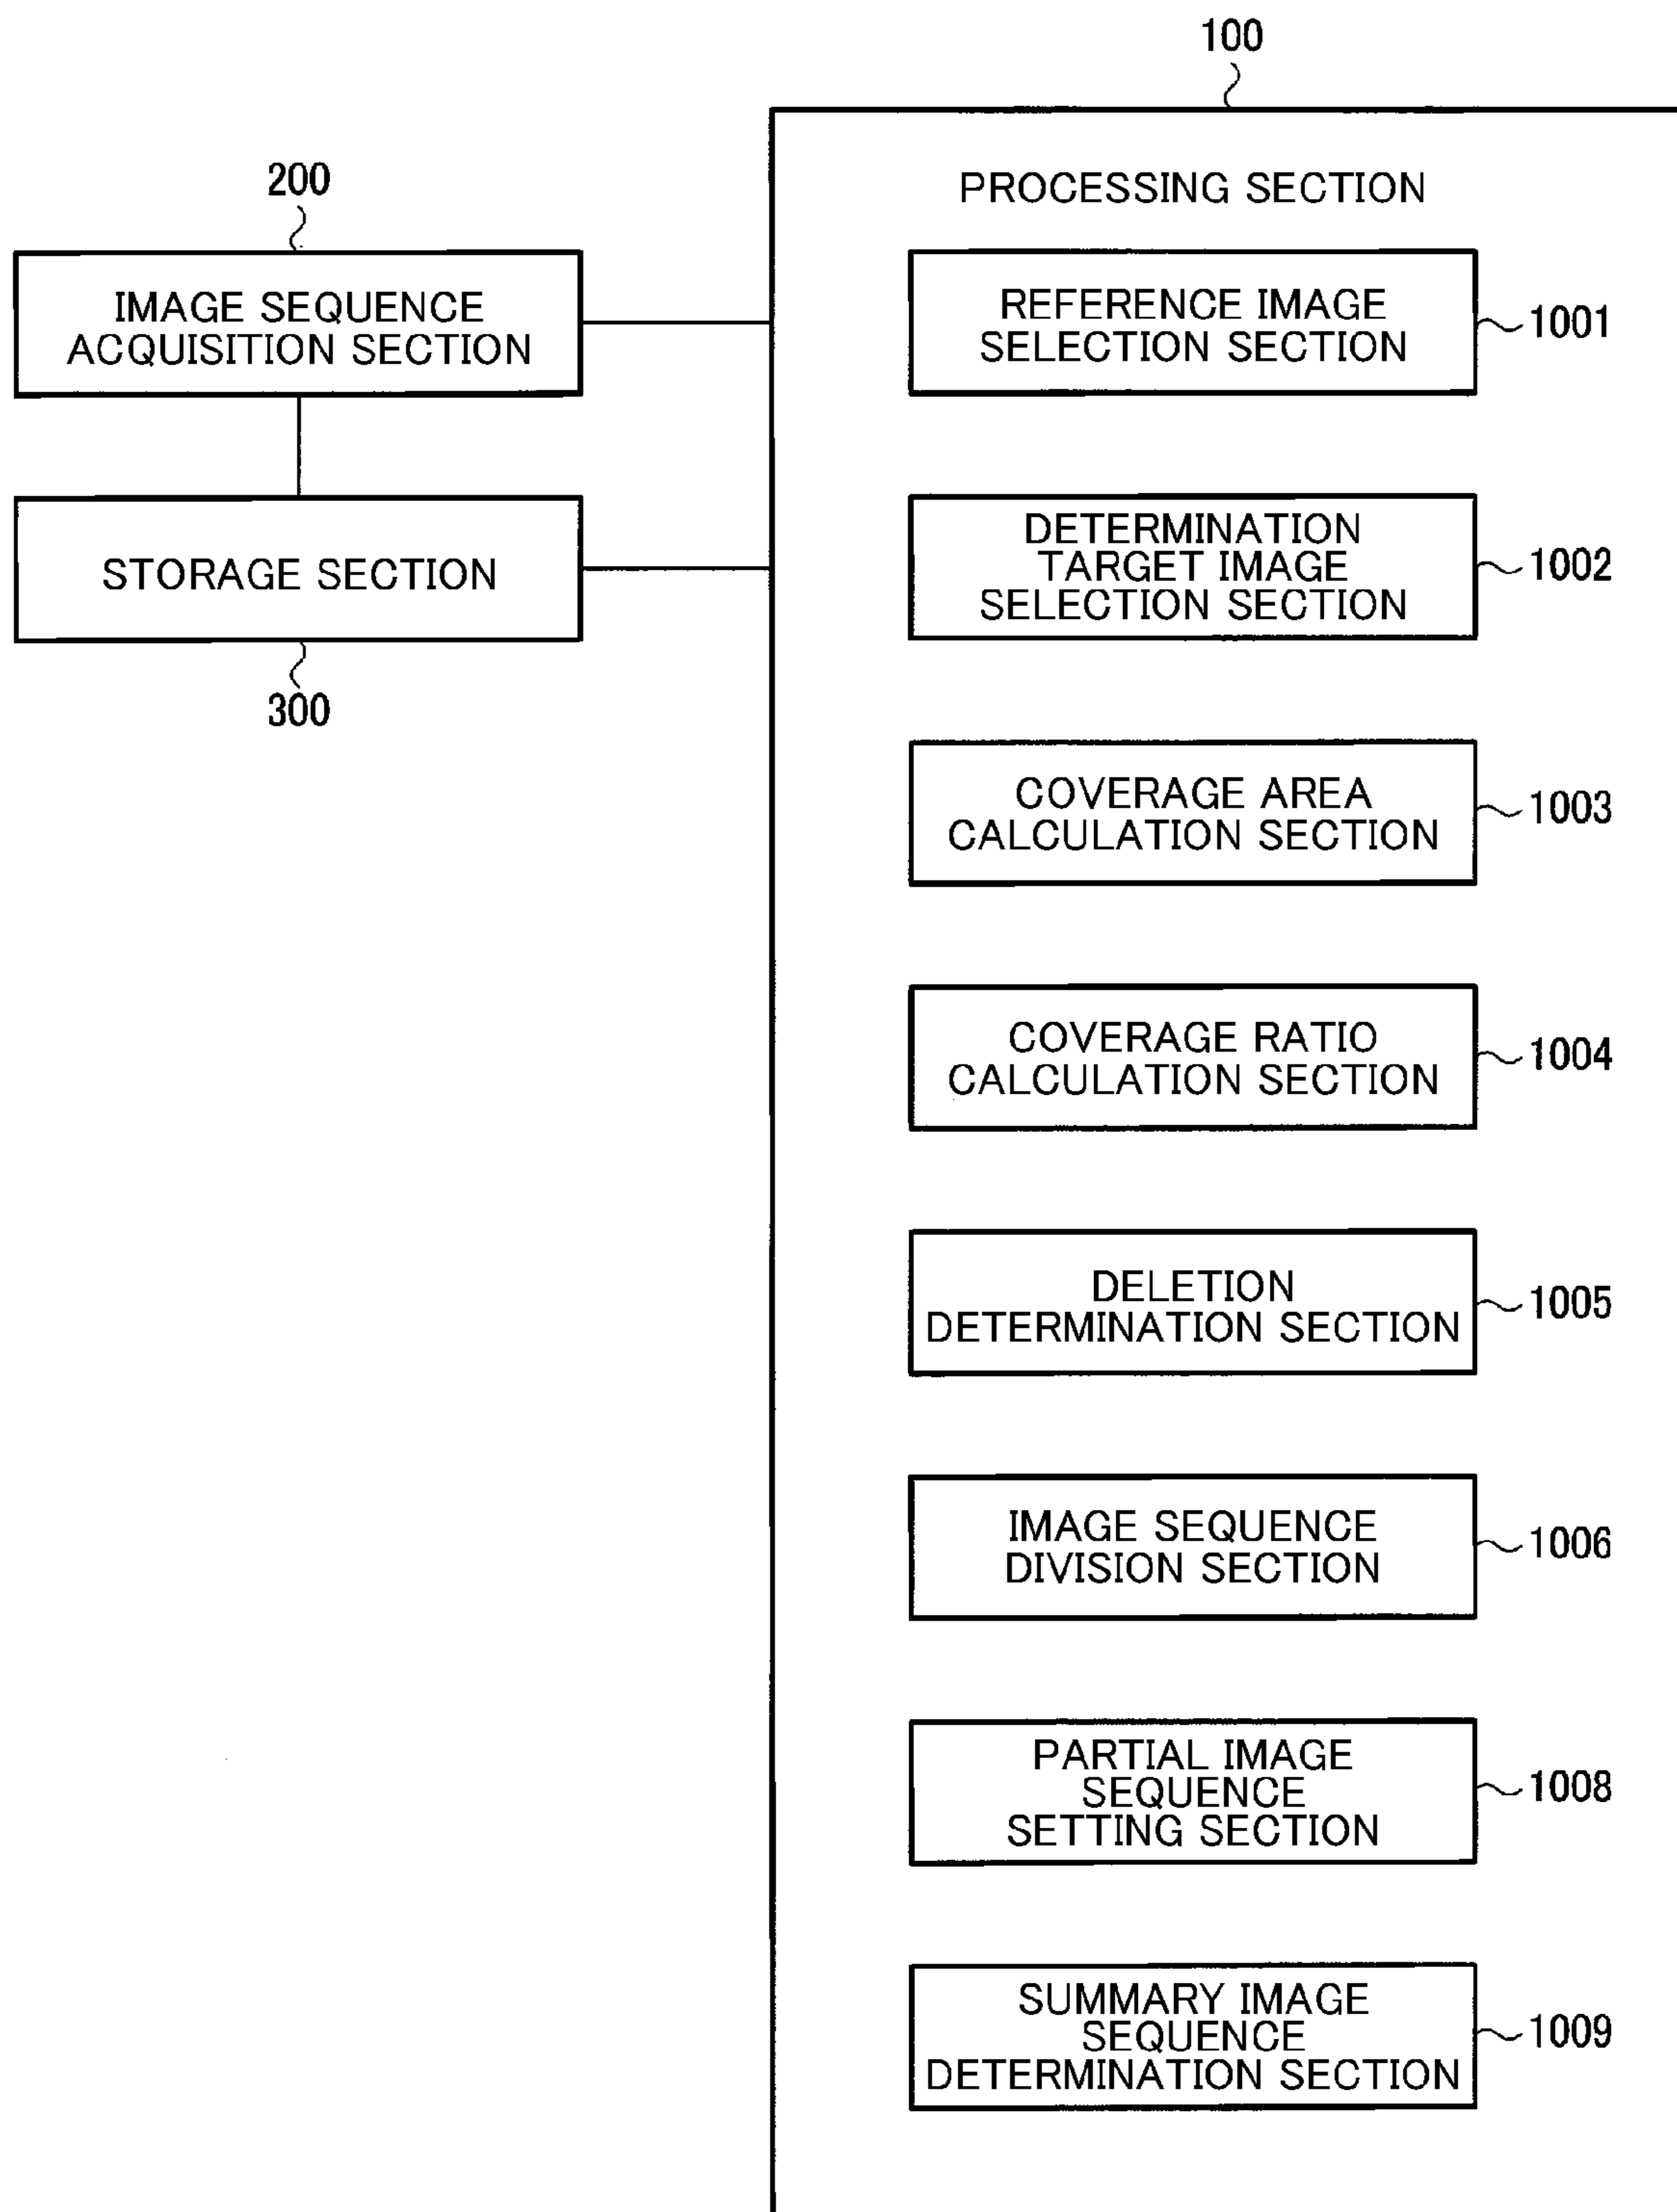 100
PROCESSING SECTION
200
IMAGE SEQUENCE
ACQUISITION SECTION
STORAGE SECTION
300
REFERENCE IMAGE
SELECTION SECTION
1001
DETERMINATION
TARGET IMAGE
SELECTION SECTION
1002
COVERAGE AREA
CALCULATION SECTION
1003
COVERAGE RATIO
CALCULATION SECTION
1004
DELETION
DETERMINATION SECTION
1005
IMAGE SEQUENCE
DIVISION SECTION
1006
PARTIAL IMAGE
SEQUENCE
SETTING SECTION
1008
SUMMARY IMAGE
SEQUENCE
DETERMINATION SECTION
1009